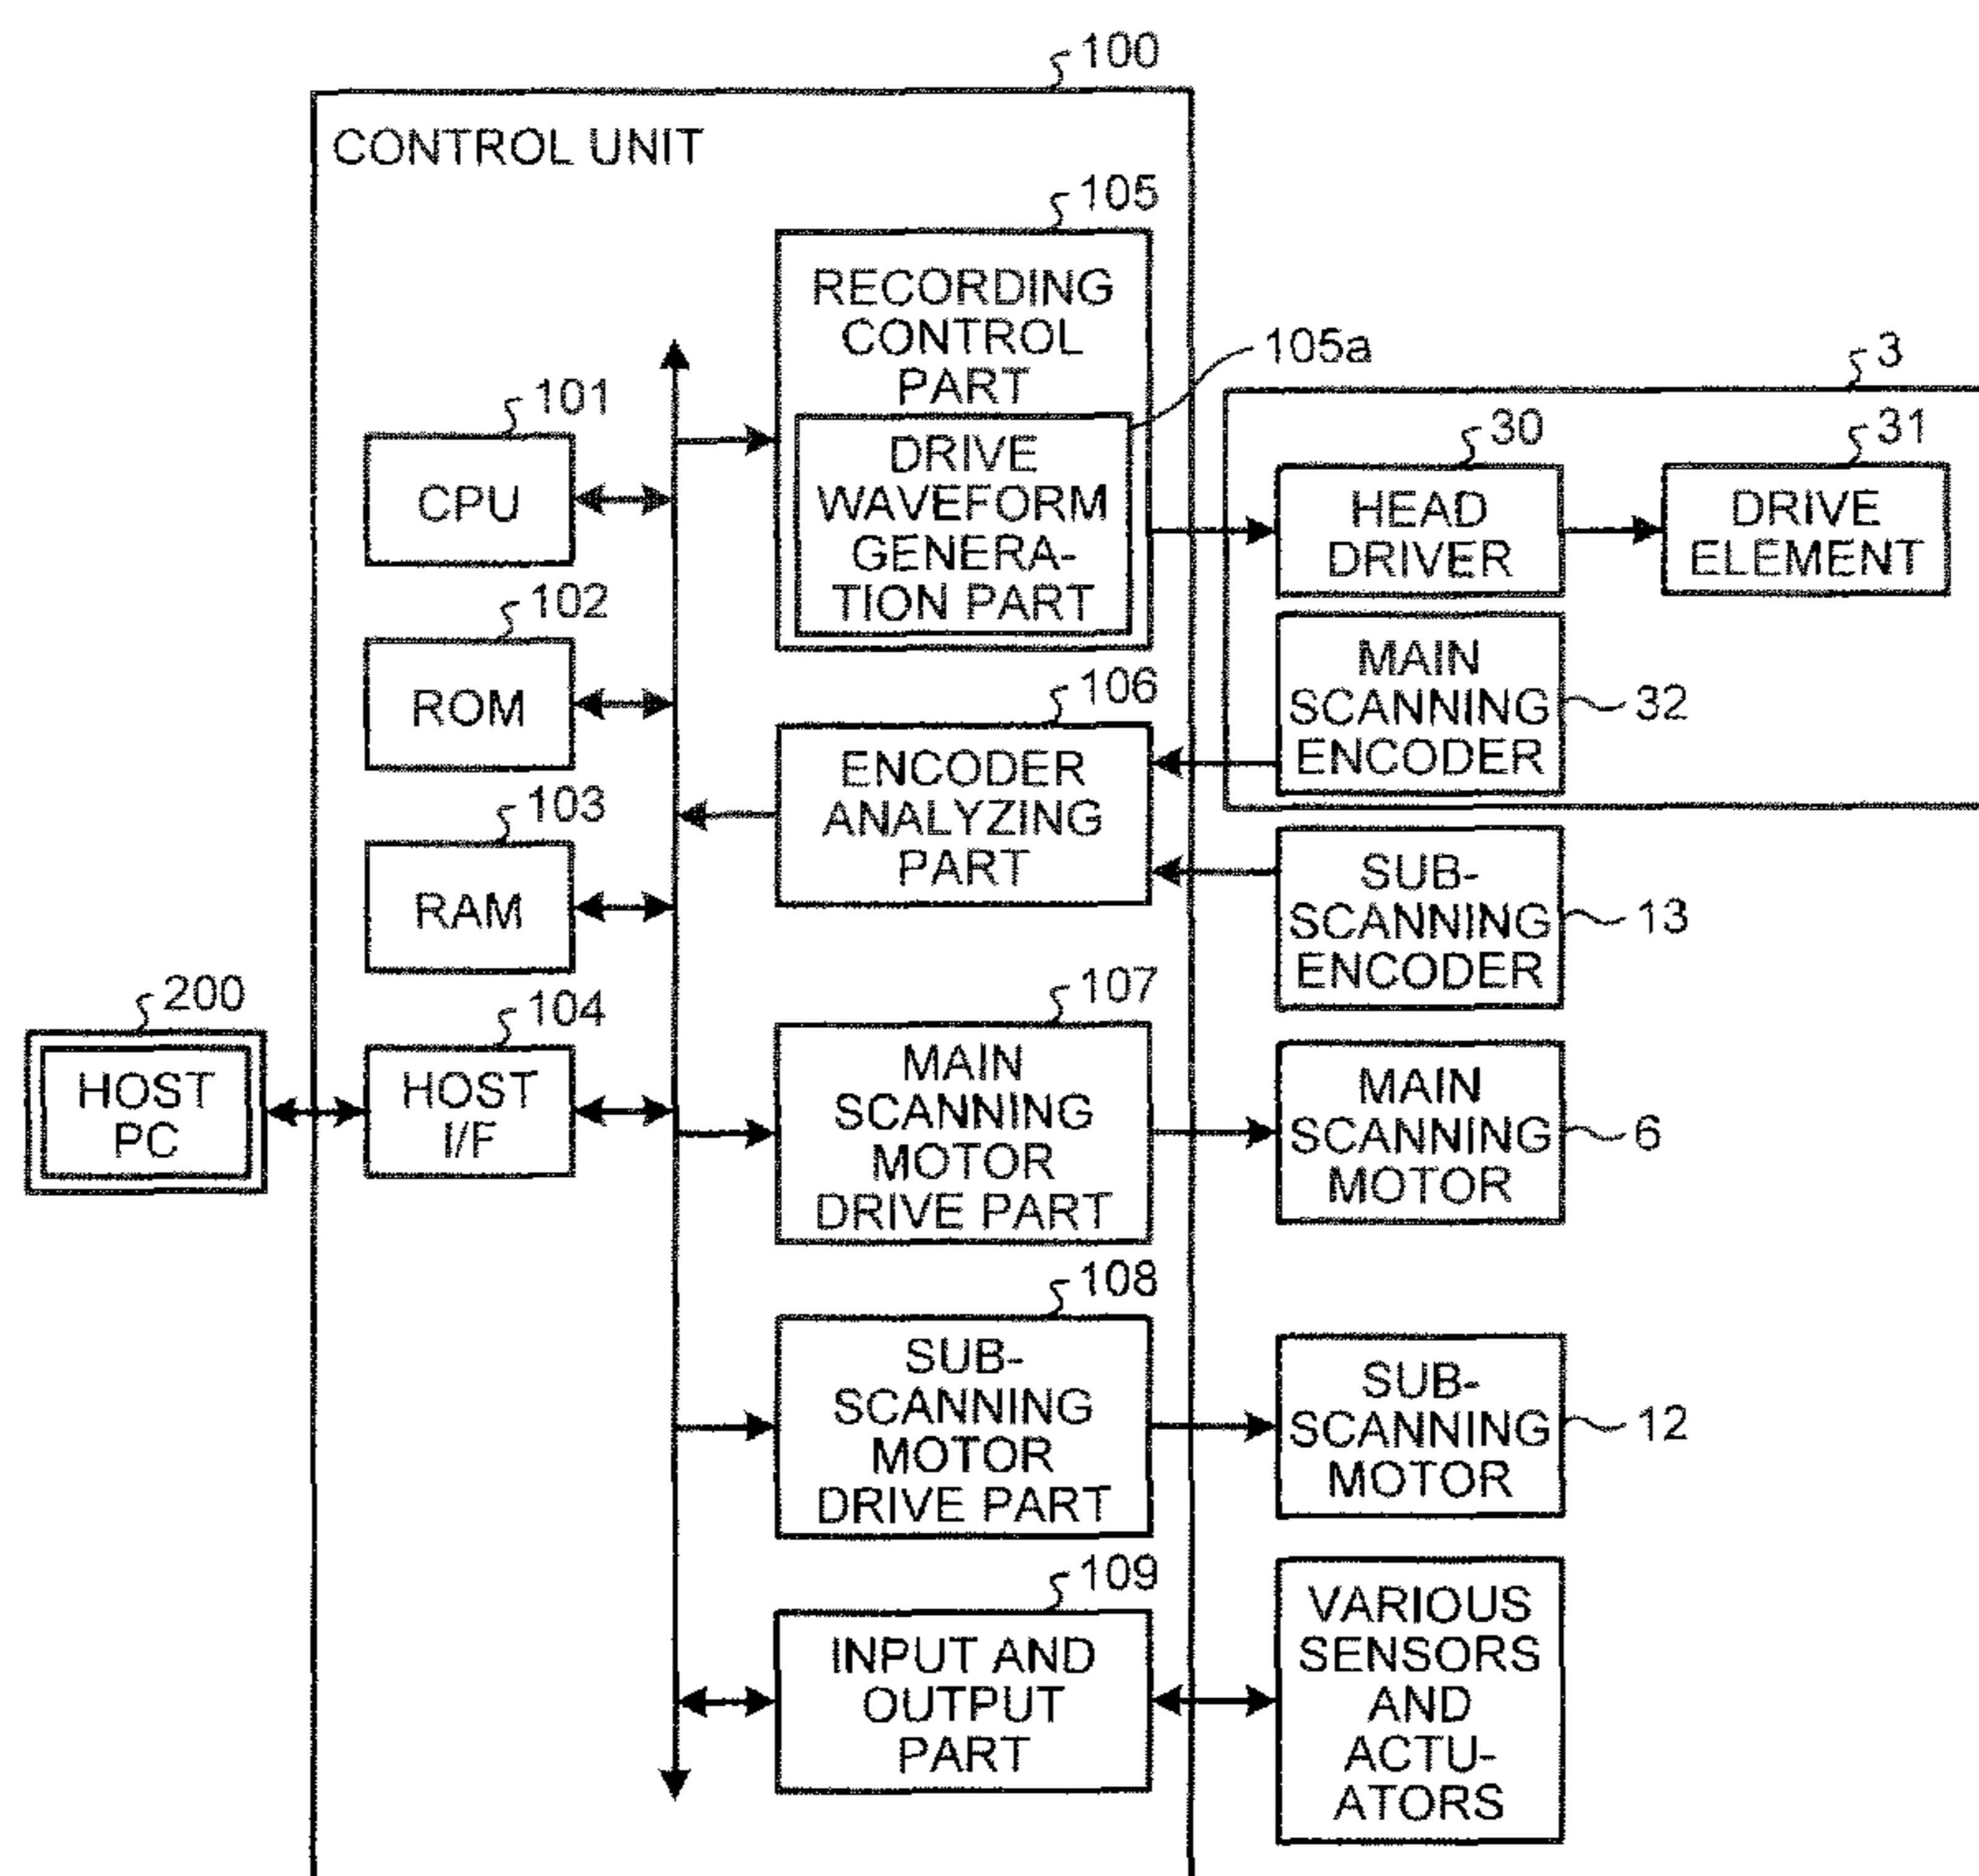 100
CONTROL UNIT
105
RECORDING
CONTROL
PART
105a
DRIVE
WAVEFORM
GENERA-
TION PART
3
30
HEAD
DRIVER
31
DRIVE
ELEMENT
101
CPU
102
ROM
103
RAM
104
HOST
I/F
200
HOST
PC
106
ENCODER
ANALYZING
PART
MAIN
SCANNING
ENCODER
32
SUB-
SCANNING
ENCODER
13
107
MAIN
SCANNING
MOTOR
DRIVE PART
MAIN
SCANNING
MOTOR
6
108
SUB-
SCANNING
MOTOR
DRIVE PART
SUB-
SCANNING
MOTOR
12
109
INPUT AND
OUTPUT
PART
VARIOUS
SENSORS
AND
ACTU-
ATORS